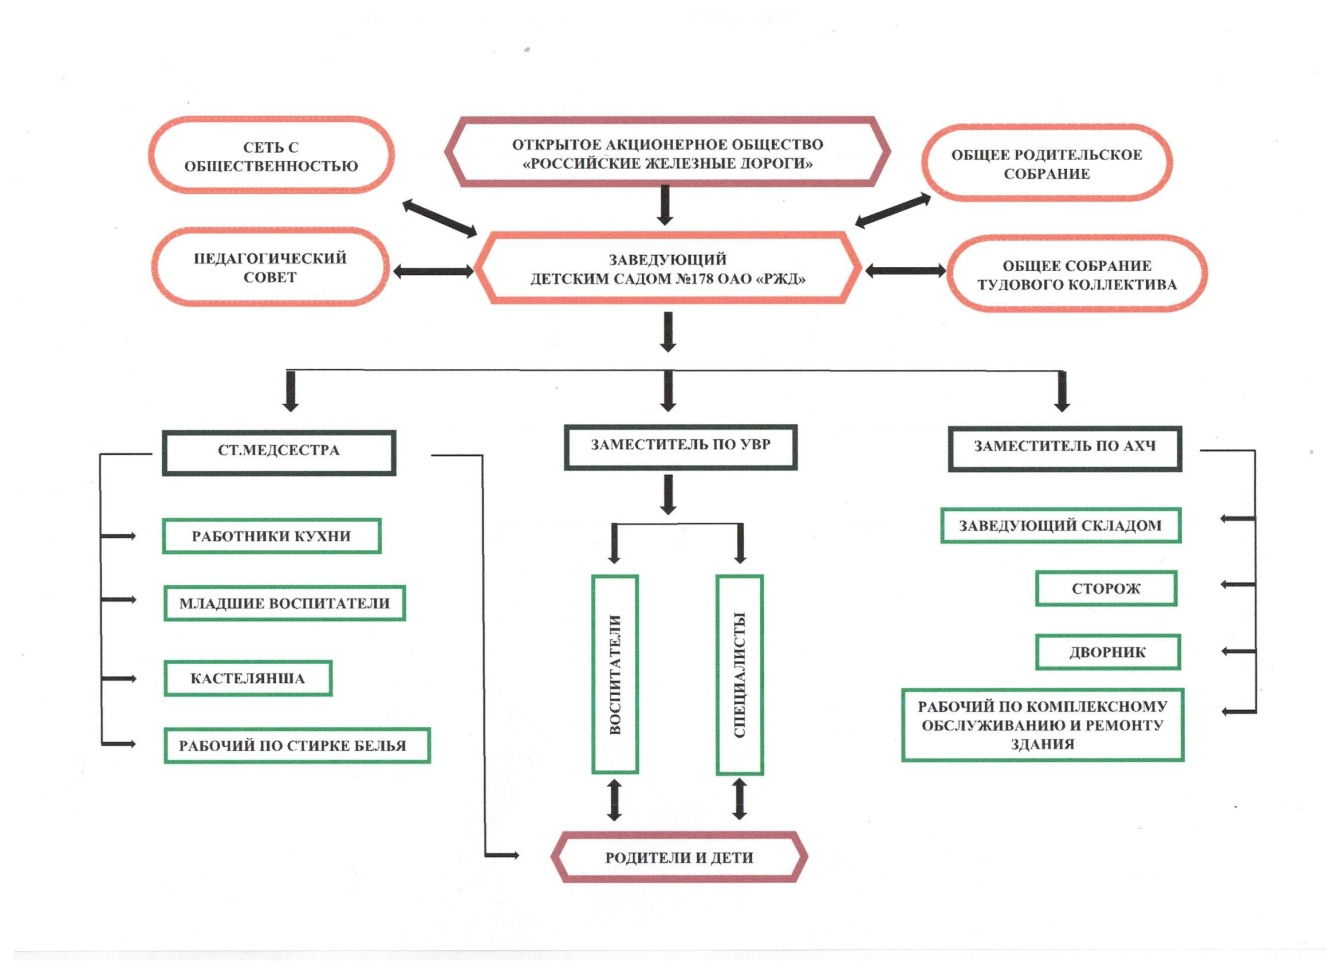 СЕТЬ С
ОБЩЕСТВЕННОСТЬЮ
ОТКРЫТОЕ АКЦИОНЕРНОЕ ОБЩЕСТВО
«РОССИЙСКИЕ ЖЕЛЕЗНЫЕ ДОРОГИ»
ОБЩЕЕ РОДИТЕЛЬСКОЕ
СОБРАНИЕ
ПЕДАГОГИЧЕСКИЙ
СОВЕТ
ЗАВЕДУЮЩИЙ
ДЕТСКИМ САДОМ №178 ОАО «РЖД»
ОБЩЕЕ СОБРАНИЕ
ТУДОВОГО КОЛЛЕКТИВА
СТ.МЕДСЕСТРА
ЗАМЕСТИТЕЛЬ ПО УВР
ЗАМЕСТИТЕЛЬ ПО АХЧ
РАБОТНИКИ КУХНИ
МЛАДШИЕ ВОСПИТАТЕЛИ
КАСТЕЛЯНША
РАБОЧИЙ ПО СТИРКЕ БЕЛЬЯ
ВОСПИТАТЕЛИ
СПЕЦИАЛИСТЫ
ЗАВЕДУЮЩИЙ СКЛАДОМ
СТОРОЖ
ДВОРНИК
РАБОЧИЙ ПО КОМПЛЕКСНОМУ
ОБСЛУЖИВАНИЮ И РЕМОНТУ
ЗДАНИЯ
РОДИТЕЛИ И ДЕТИ